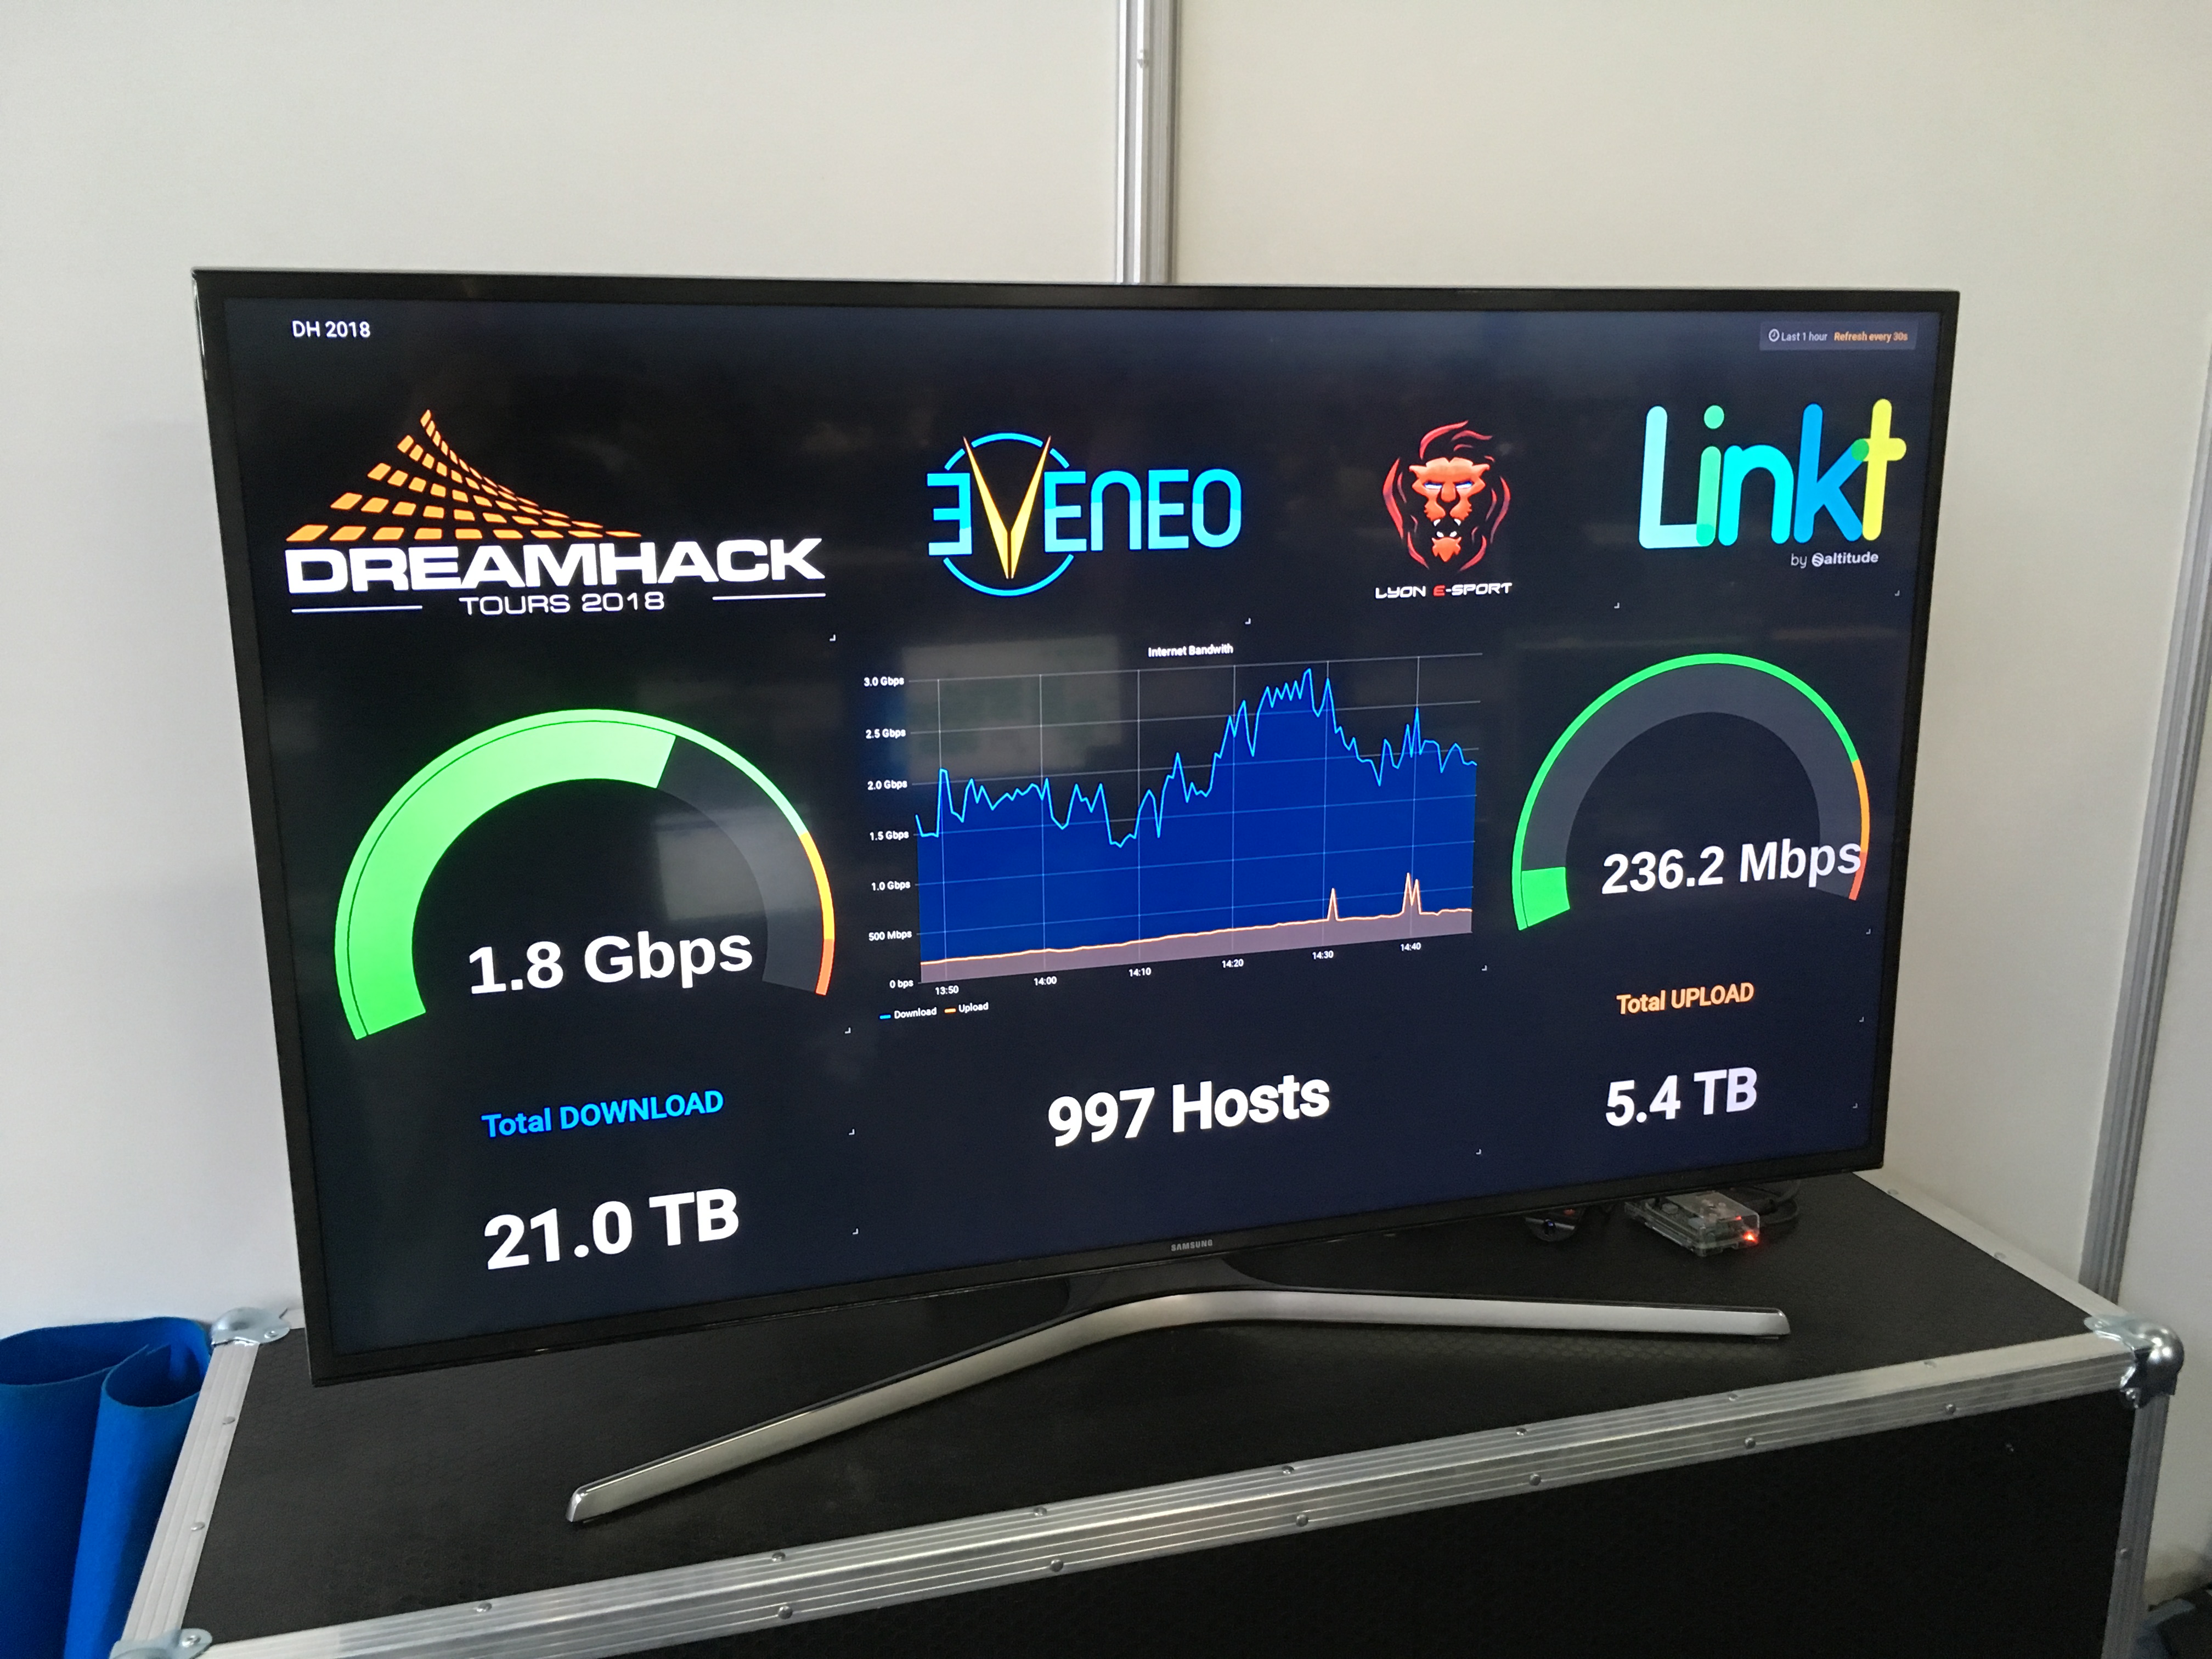 DH 2018
Last 1 hour Refresh every 30s
DREAMHACK
TOURS 2018
EVENEO
LYON E-SPORT
Linkt
by altitude
1.8 Gbps
Total DOWNLOAD
21.0 TB
Internet Bandwith
3.0 Gbps
2.5 Gbps
2.0 Gbps
1.5 Gbps
1.0 Gbps
500 Mbps
0 bps
13:50 14:00 14:10 14:20 14:30 14:40
Download Upload
997 Hosts
236.2 Mbps
Total UPLOAD
5.4 TB
SAMSUNG